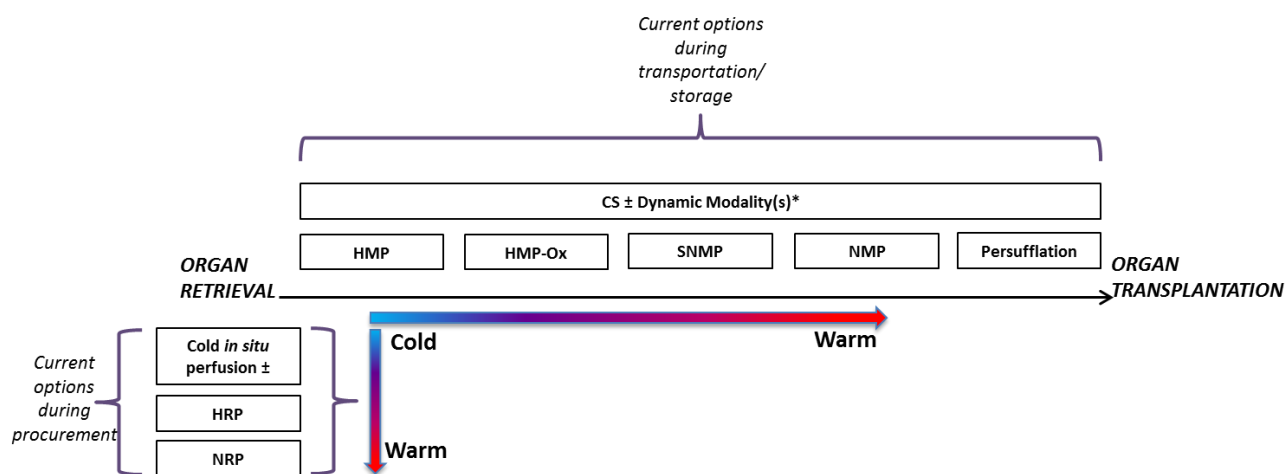 Current options
during
transportation/
storage
CS ± Dynamic Modality(s)*
HMP
HMP-Ox
SNMP
NMP
Persufflation
ORGAN
RETRIEVAL
ORGAN
TRANSPLANTATION
Cold
Warm
Current
options
during
procurement
Cold in situ
perfusion ±
HRP
NRP
Warm